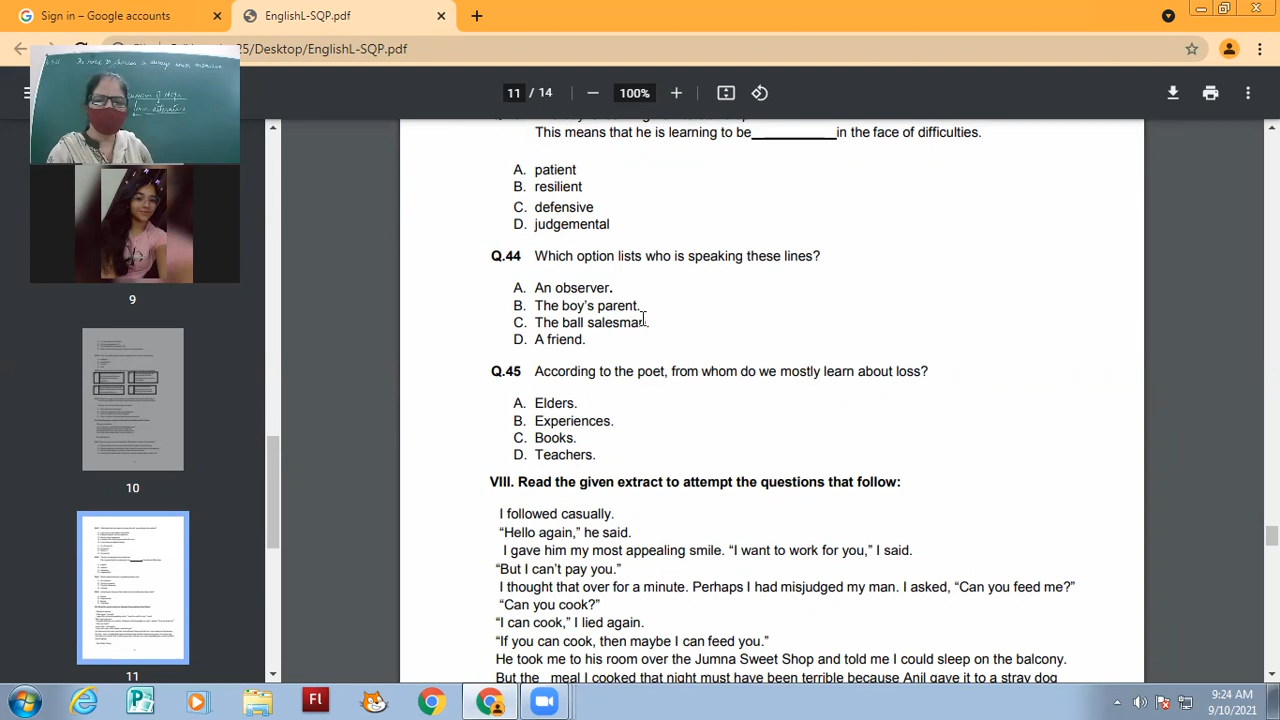 Sign in – Google accounts
EnglishL-SQP.pdf
25/Desktop/EnglishL-SQP.pdf
11 / 14
100%
This means that he is learning to be__________in the face of difficulties.
A. patient
B. resilient
C. defensive
D. judgemental
Q.44 Which option lists who is speaking these lines?
A. An observer.
B. The boy's parent.
C. The ball salesman.
D. A friend.
Q.45 According to the poet, from whom do we mostly learn about loss?
A. Elders.
B. Experiences.
C. Books.
D. Teachers.
VIII. Read the given extract to attempt the questions that follow:
I followed casually.
“Hello again,” he said.
I gave him my most appealing smile. “I want to work for you,” I said.
“But I can’t pay you.”
I thought that over for a minute. Perhaps I had misjudged my man. I asked, “Can you feed me?”
“Can you cook?”
“I can cook,” I lied again.
“If you can cook, then maybe I can feed you.”
He took me to his room over the Jumna Sweet Shop and told me I could sleep on the balcony.
But the meal I cooked that night must have been terrible because Anil gave it to a stray dog
9
10
11
9:24 AM
9/10/2021